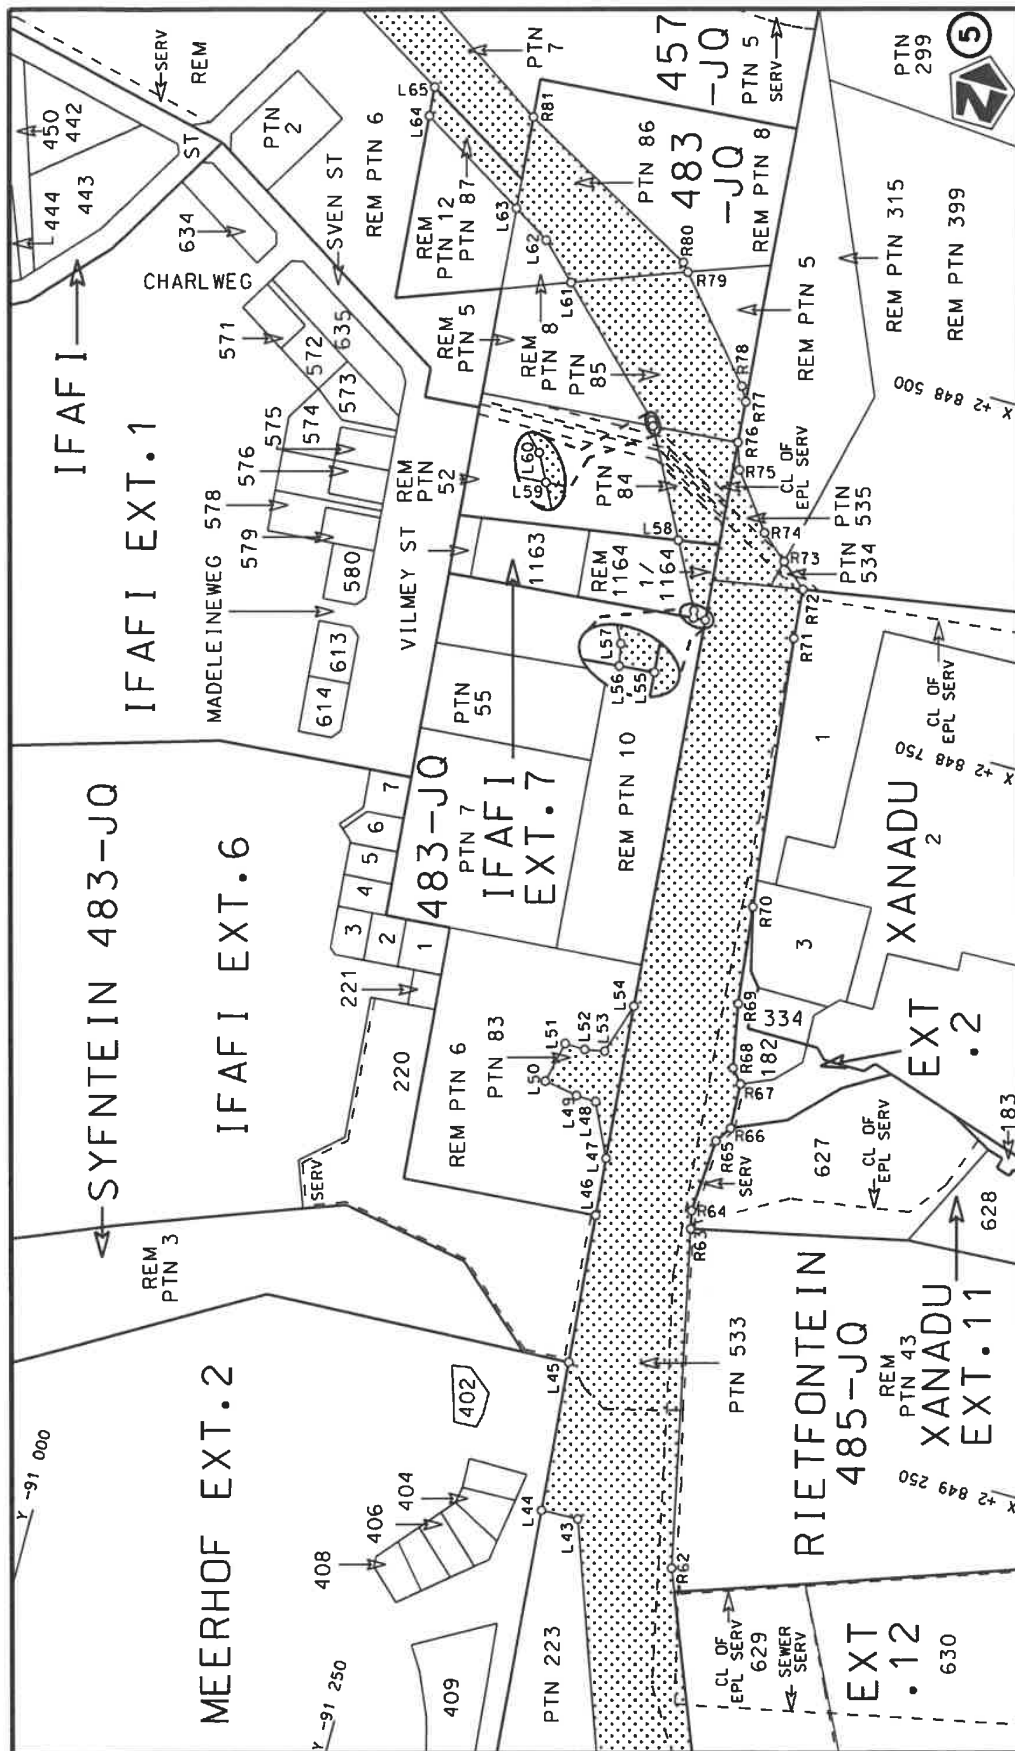 Y -91 250
MEERHOF EXT.2
Y -91 000
409
408
406
404
402
PTN 223
L43
L44
L45
R62
CL OF
EPL SERV
629
SEWER
SERV
EXT
.12
630
REM
PTN 3
SYFNTEIN 483-JQ
SERV
IFAFI EXT.6
220
221
1
2
3
4
5
6
7
REM PTN 6
PTN 83
L46
L47
L48
L49
L50
L51
L52
L53
L54
PTN 533
RIETFONTEIN
485-JQ
REM
PTN 43
XANADU
EXT.11
X +2 849 250
R63
R64
SERV
R65
R66
R67
R68
R69
R70
627
CL OF
EPL SERV
628
183
182
334
EXT
.2
3
XANADU
2
1
X +2 848 750
CL OF
EPL SERV
483-JQ
PTN 7
IFAFI
EXT.7
REM PTN 10
PTN
55
L55
L56
L57
IFAFI
IFAFI EXT.1
MADELEINEWEG
614
613
580
579
578
576
575
574
573
572
571
635
CHARLWEG
634
VILMEY ST
SVEN ST
ST
444
443
450
442
SERV
REM
PTN
2
REM
PTN
52
1163
REM
1164
1/
1164
L58
L59
L60
PTN
84
R71
R72
R73
R74
R75
R76
R77
R78
R79
R80
R81
PTN
534
PTN
535
CL OF
EPL SERV
REM
PTN 5
REM
PTN 8
PTN
85
L61
L62
L63
L64
L65
REM
PTN 12
PTN 87
REM PTN 6
PTN
7
PTN 86
483
-JQ
REM PTN 8
457
-JQ
PTN 5
SERV
REM PTN 5
REM PTN 315
REM PTN 399
X +2 848 500
PTN
299
N
5